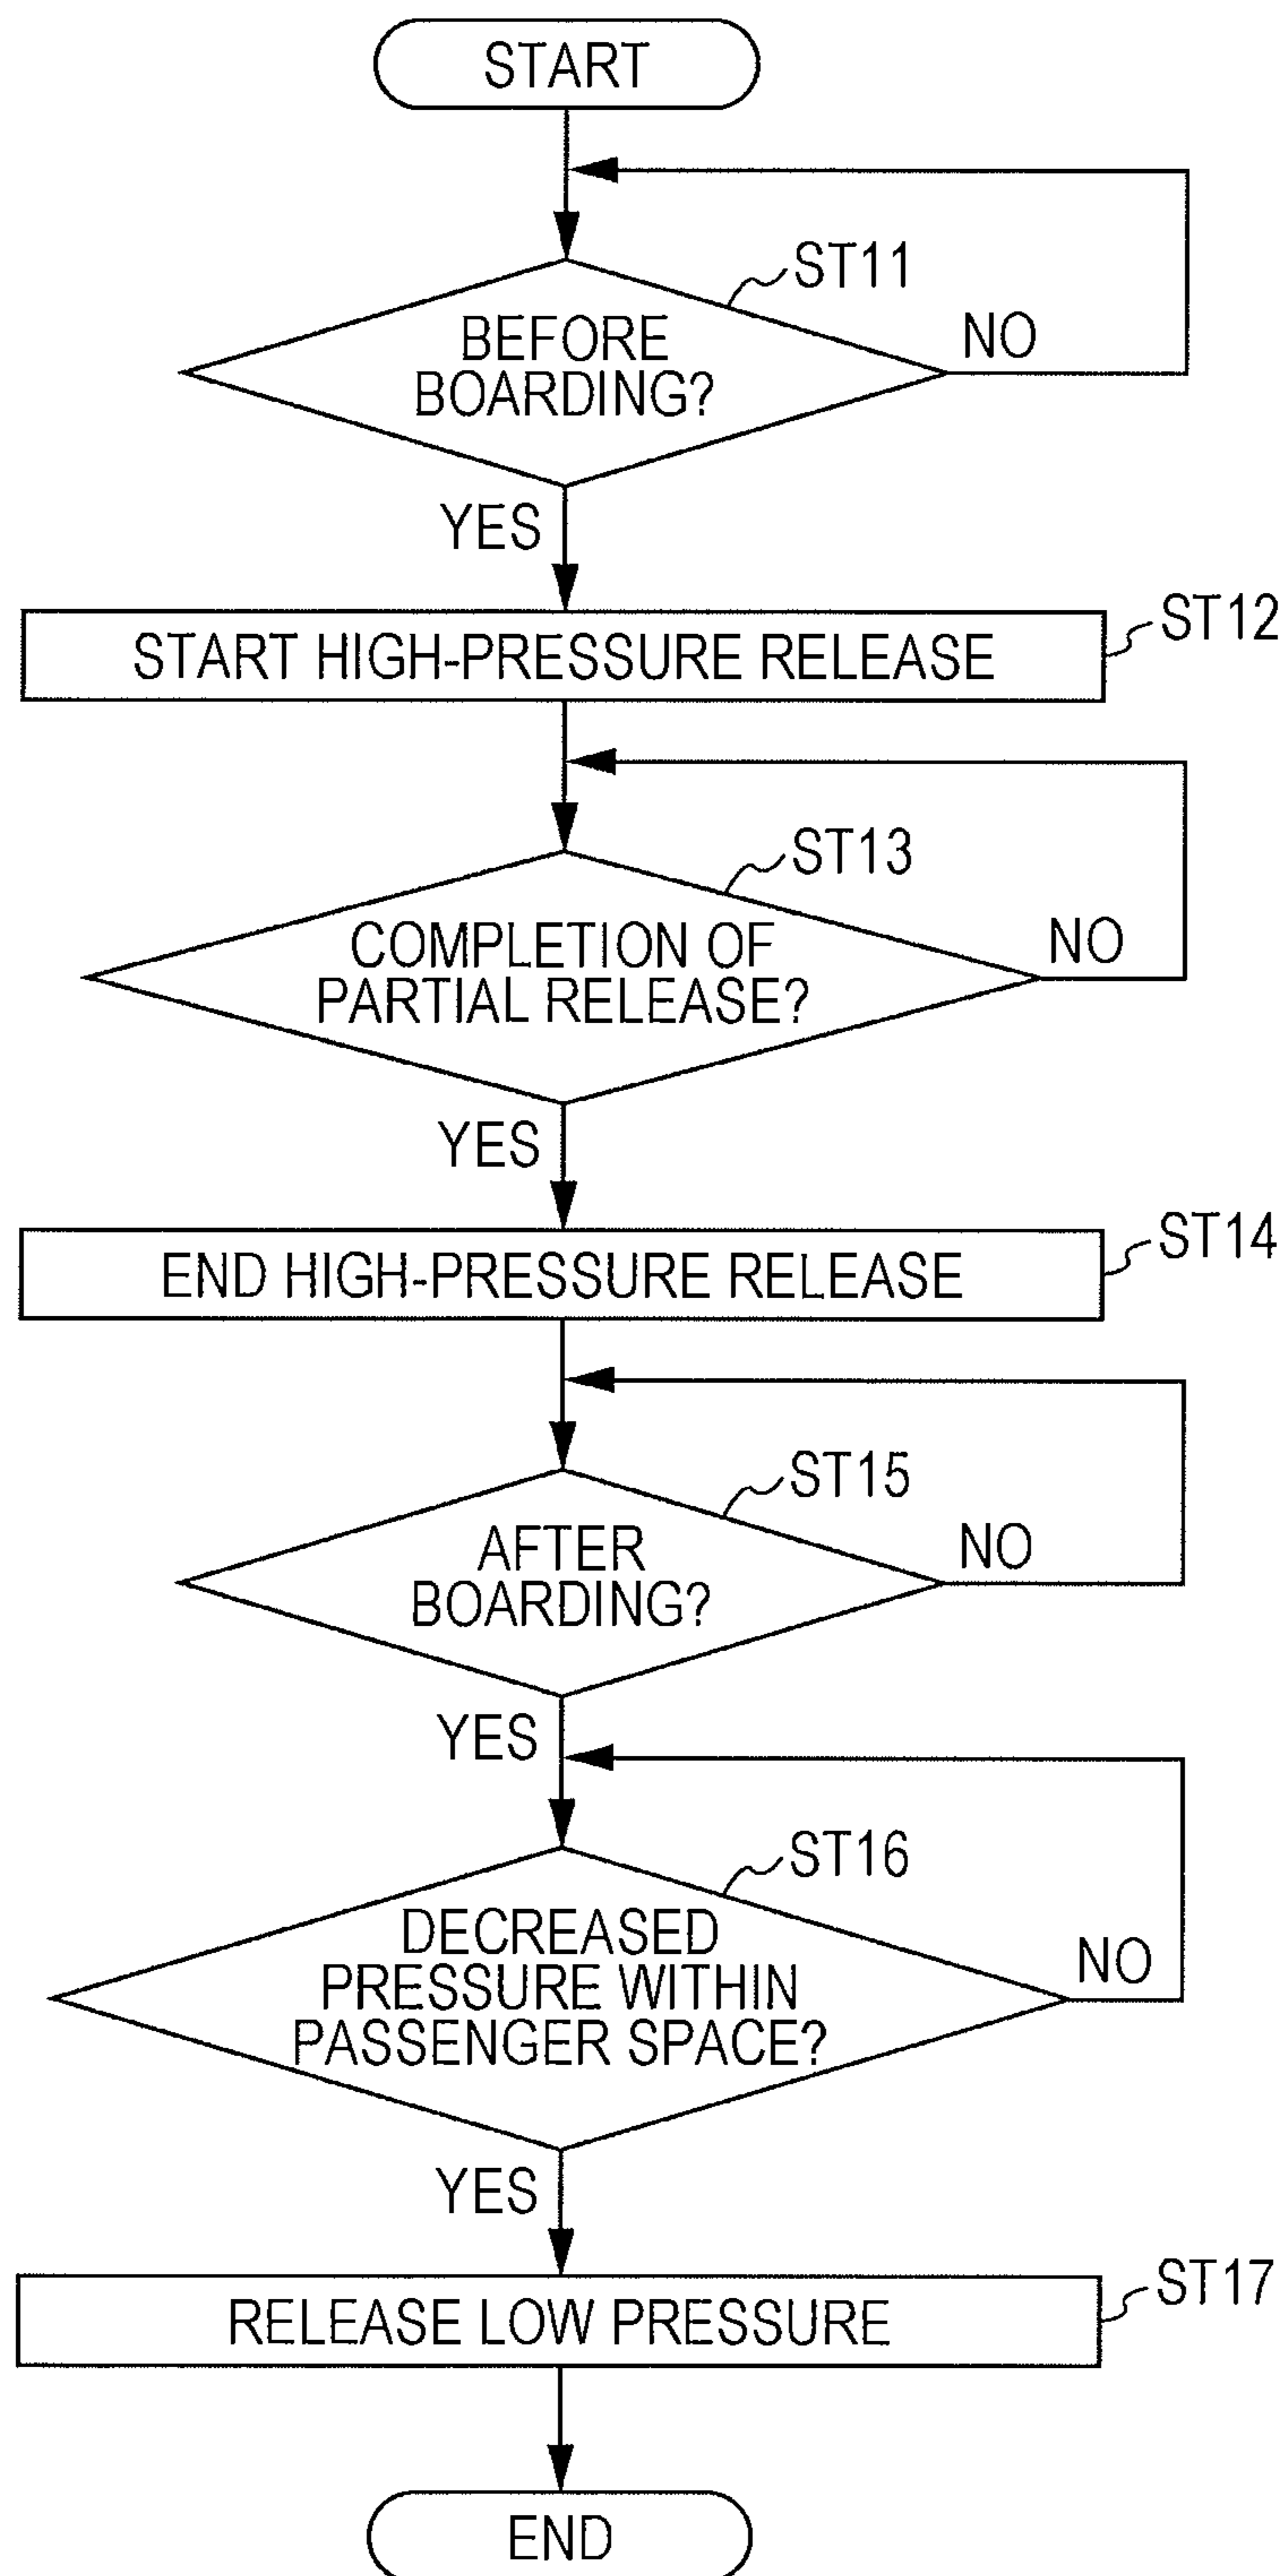 START
ST11
BEFORE
BOARDING?
NO
YES
START HIGH-PRESSURE RELEASE
ST12
ST13
COMPLETION OF
PARTIAL RELEASE?
NO
YES
END HIGH-PRESSURE RELEASE
ST14
ST15
AFTER
BOARDING?
NO
YES
ST16
DECREASED
PRESSURE WITHIN
PASSENGER SPACE?
NO
YES
RELEASE LOW PRESSURE
ST17
END